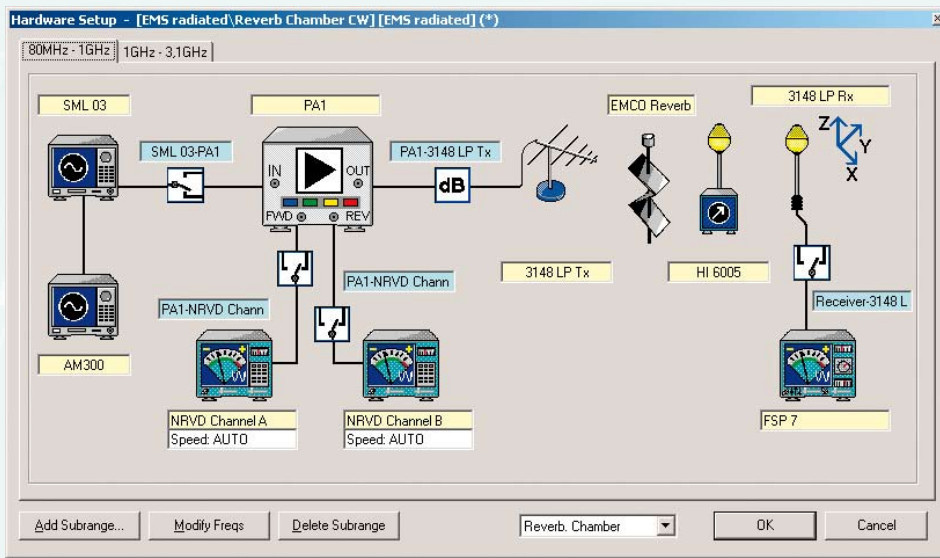 Hardware Setup - [EMS radiated\Reverb Chamber CW] [EMS radiated] (*)
80MHz - 1GHz
1GHz - 3,1GHz
SML 03
PA1
EMCO Reverb
3148 LP Rx
SML 03-PA1
PA1-3148 LP Tx
Z
Y
X
IN
OUT
dB
FWD
REV
3148 LP Tx
HI 6005
PA1-NRVD Chann
PA1-NRVD Chann
Receiver-3148 L
AM300
NRVD Channel A
Speed: AUTO
NRVD Channel B
Speed: AUTO
FSP 7
Add Subrange...
Modify Freqs
Delete Subrange
Reverb. Chamber
OK
Cancel